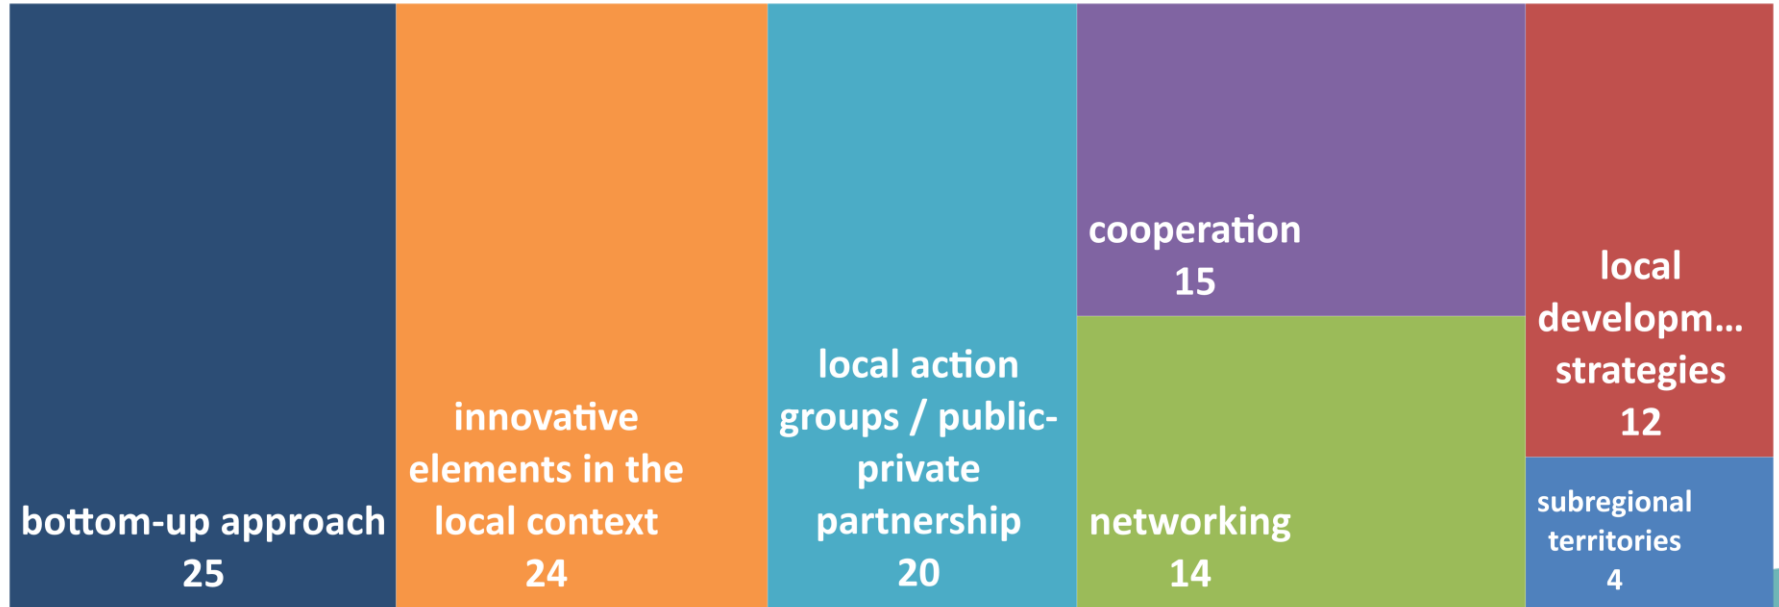 bottom-up approach
25
innovative
elements in the
local context
24
local action
groups / public-
private
partnership
20
cooperation
15
networking
14
local
developm...
strategies
12
subregional
territories
4